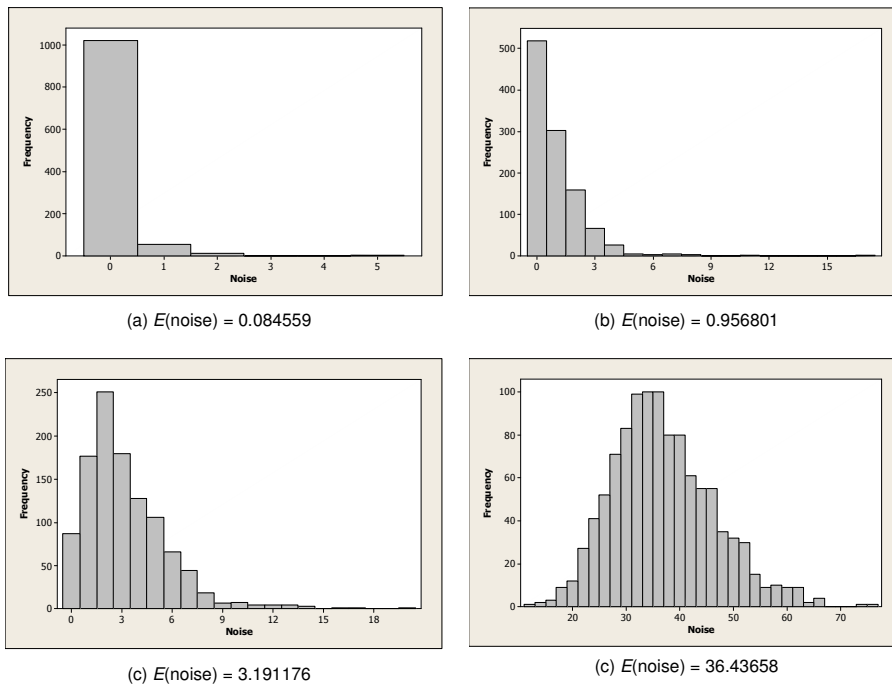 1000
800
600
400
200
0
Frequency
0 1 2 3 4 5
Noise
(a) E(noise) = 0.084559
500
400
300
200
100
0
Frequency
0 3 6 9 12 15
Noise
(b) E(noise) = 0.956801
250
200
150
100
50
0
Frequency
0 3 6 9 12 15 18
Noise
(c) E(noise) = 3.191176
100
80
60
40
20
0
Frequency
20 30 40 50 60 70
Noise
(c) E(noise) = 36.43658